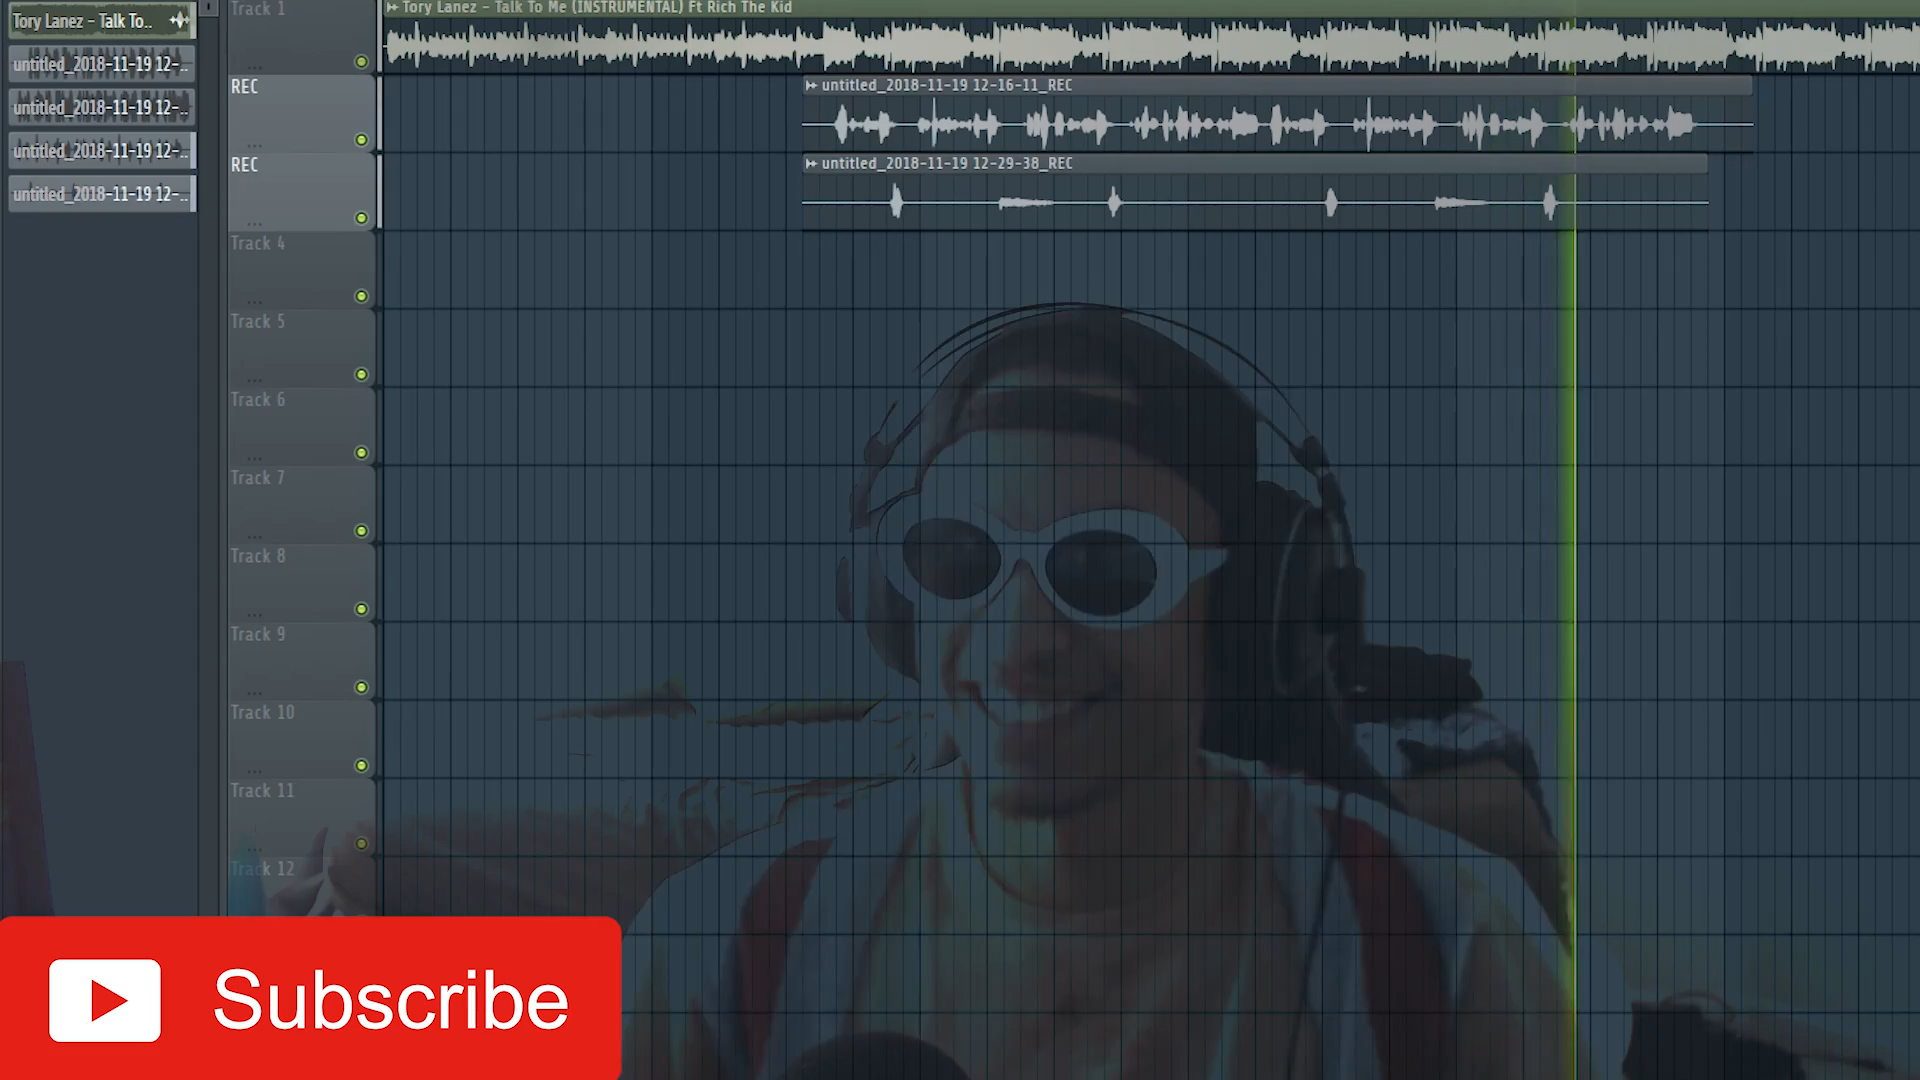 Tory Lanez - Talk To..
untitled_2018-11-19 12-..
untitled_2018-11-19 12-..
untitled_2018-11-19 12-..
untitled_2018-11-19 12-..
Track 1
Tory Lanez - Talk To Me (INSTRUMENTAL) Ft Rich The Kid
REC
untitled_2018-11-19 12-16-11_REC
REC
untitled_2018-11-19 12-29-38_REC
Track 4
Track 5
Track 6
Track 7
Track 8
Track 9
Track 10
Track 11
Track 12
Subscribe